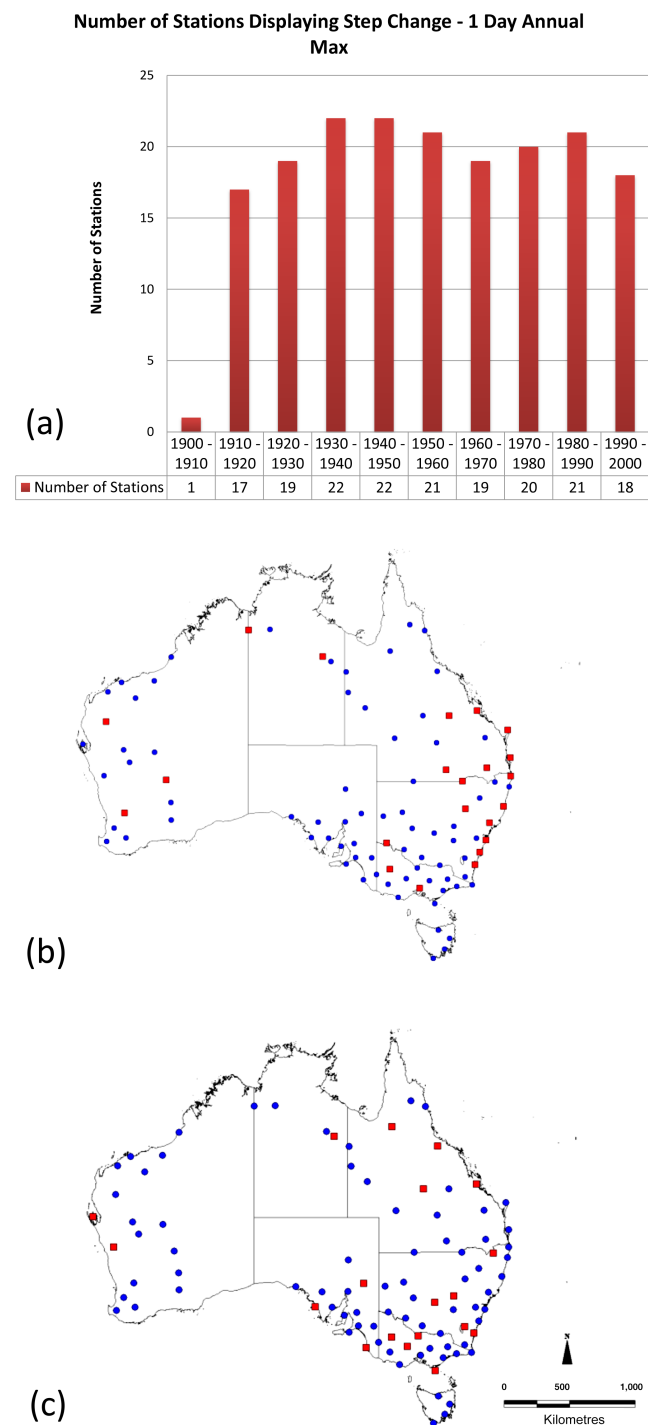 Number of Stations Displaying Step Change - 1 Day Annual
Max
25
20
15
10
5
0
Number of Stations
(a)
1900 - 1910 - 1920 - 1930 - 1940 - 1950 - 1960 - 1970 - 1980 - 1990 -
1910 1920 1930 1940 1950 1960 1970 1980 1990 2000
Number of Stations 1 17 19 22 22 21 19 20 21 18
(b)
(c)
N
0 500 1,000
Kilometres